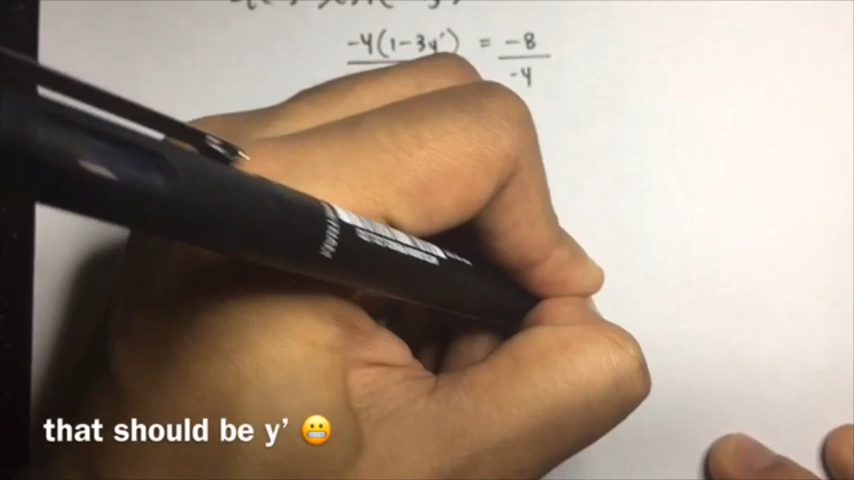 -4(1-3y') = -8
-4
that should be y' 😬